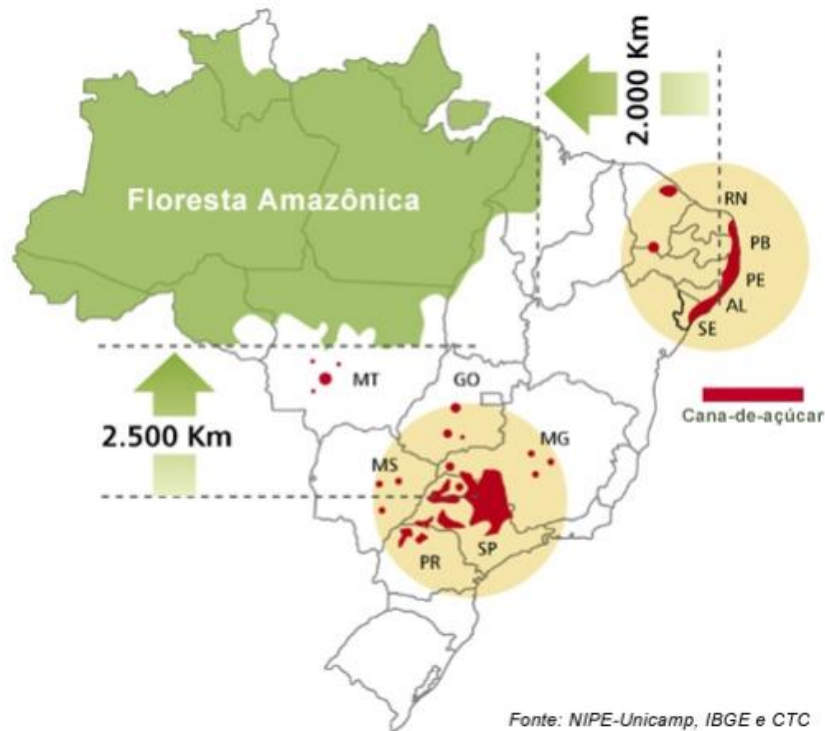 2.000 Km
Floresta Amazônica
RN
PB
PE
AL
SE
Cana-de-açúcar
MT
GO
2.500 Km
MG
MS
SP
PR
Fonte: NIPE-Unicamp, IBGE e CTC